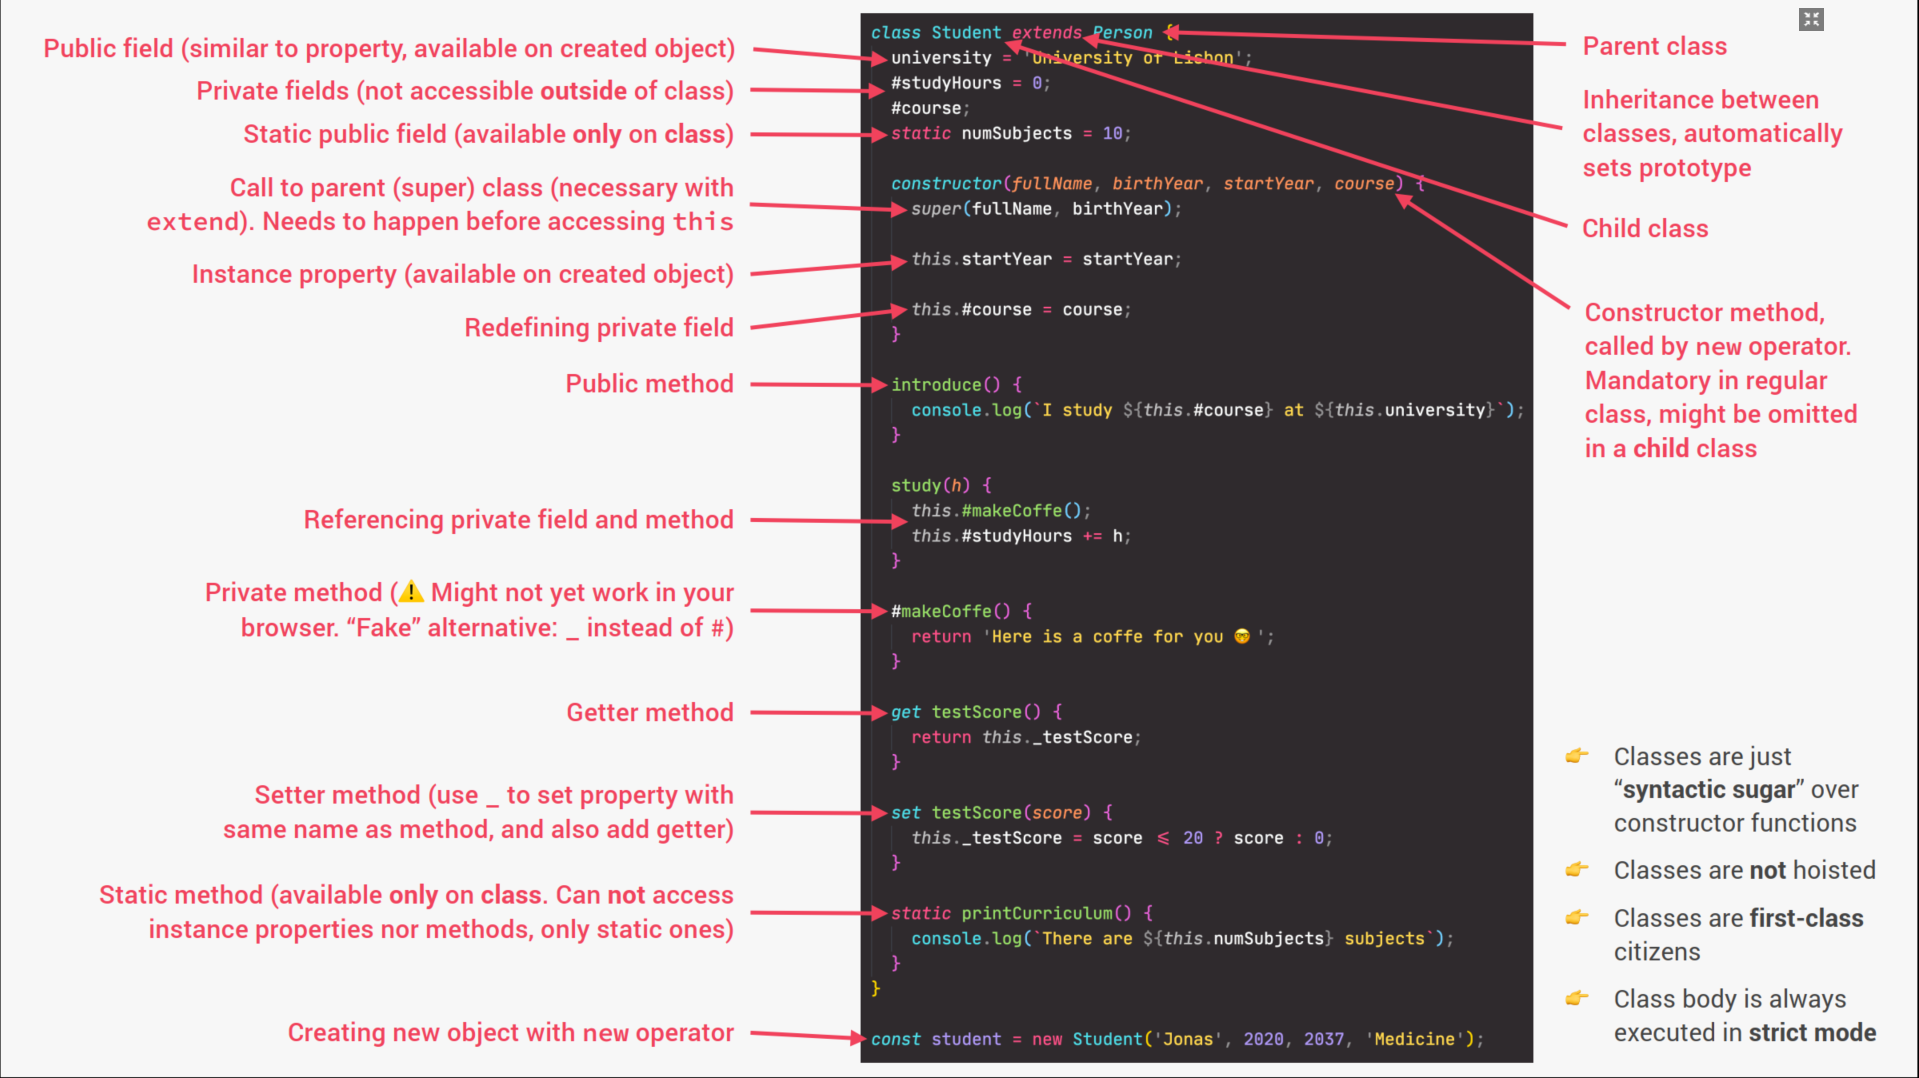 Public field (similar to property, available on created object)
Private fields (not accessible outside of class)
Static public field (available only on class)
Call to parent (super) class (necessary with
extend). Needs to happen before accessing this
Instance property (available on created object)
Redefining private field
Public method
Referencing private field and method
Private method (⚠️ Might not yet work in your
browser. “Fake” alternative: _ instead of #)
Getter method
Setter method (use _ to set property with
same name as method, and also add getter)
Static method (available only on class. Can not access
instance properties nor methods, only static ones)
Creating new object with new operator
class Student extends Person {
university = 'University of Lisbon';
#studyHours = 0;
#course;
static numSubjects = 10;
constructor(fullName, birthYear, startYear, course) {
super(fullName, birthYear);
this.startYear = startYear;
this.#course = course;
}
introduce() {
console.log(`I study ${this.#course} at ${this.university}`);
}
study(h) {
this.#makeCoffe();
this.#studyHours += h;
}
#makeCoffe() {
return 'Here is a coffe for you 🤓 ';
}
get testScore() {
return this._testScore;
}
set testScore(score) {
this._testScore = score ≤ 20 ? score : 0;
}
static printCurriculum() {
console.log(`There are ${this.numSubjects} subjects`);
}
}
const student = new Student('Jonas', 2020, 2037, 'Medicine');
Parent class
Inheritance between
classes, automatically
sets prototype
Child class
Constructor method,
called by new operator.
Mandatory in regular
class, might be omitted
in a child class
👉 Classes are just
“syntactic sugar” over
constructor functions
👉 Classes are not hoisted
👉 Classes are first-class
citizens
👉 Class body is always
executed in strict mode